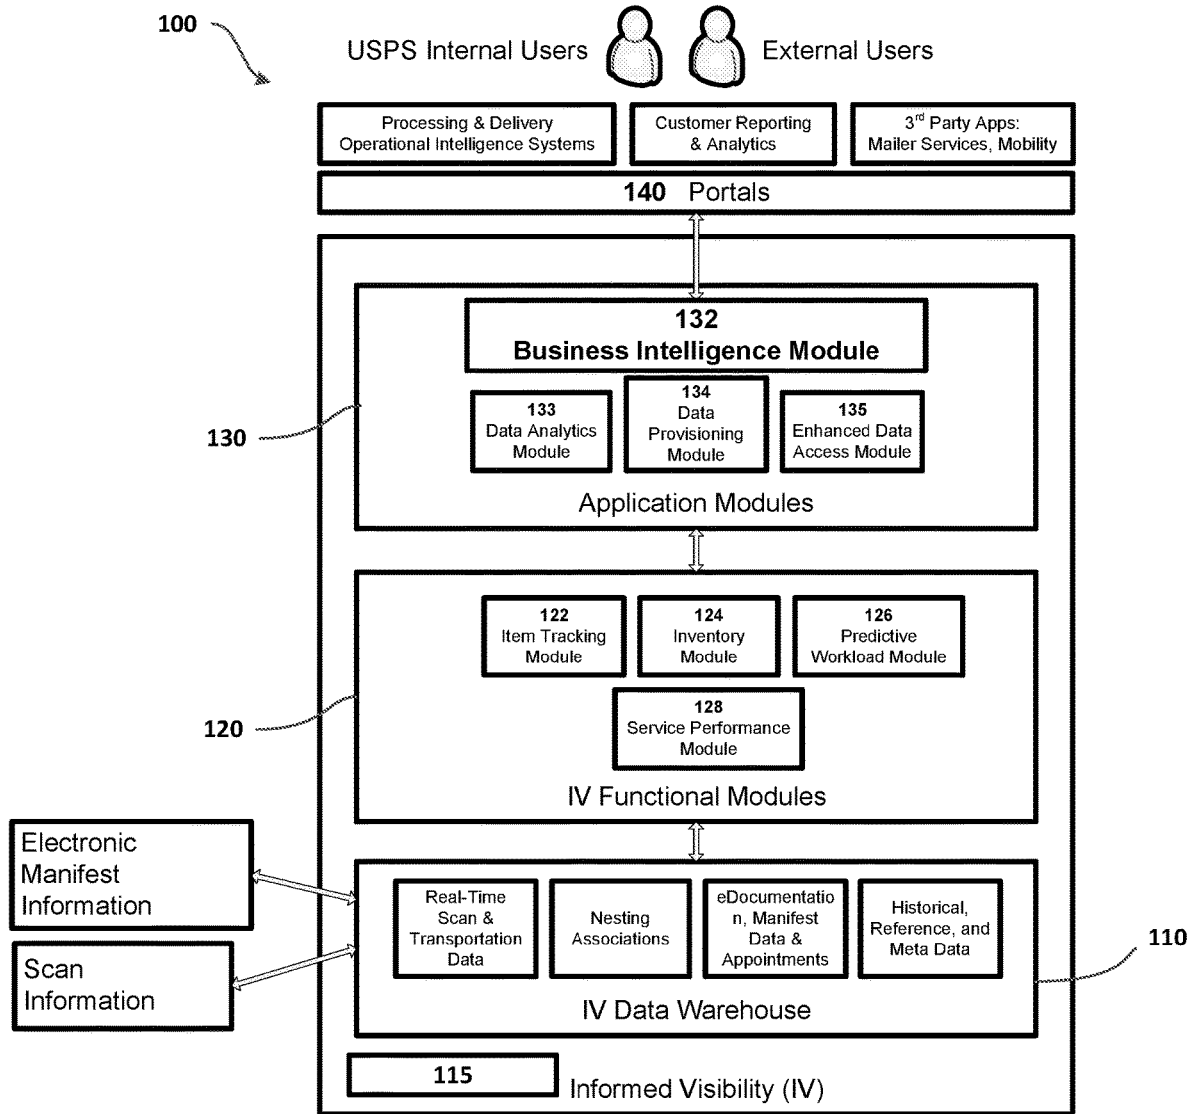 100
USPS Internal Users
External Users
Processing & Delivery
Operational Intelligence Systems
Customer Reporting
& Analytics
3rd Party Apps:
Mailer Services, Mobility
140 Portals
132
Business Intelligence Module
133
Data Analytics
Module
134
Data
Provisioning
Module
135
Enhanced Data
Access Module
130
Application Modules
122
Item Tracking
Module
124
Inventory
Module
126
Predictive
Workload Module
128
Service Performance
Module
120
IV Functional Modules
Electronic
Manifest
Information
Scan
Information
Real-Time
Scan &
Transportation
Data
Nesting
Associations
eDocumentatio
n, Manifest
Data &
Appointments
Historical,
Reference, and
Meta Data
110
IV Data Warehouse
115
Informed Visibility (IV)